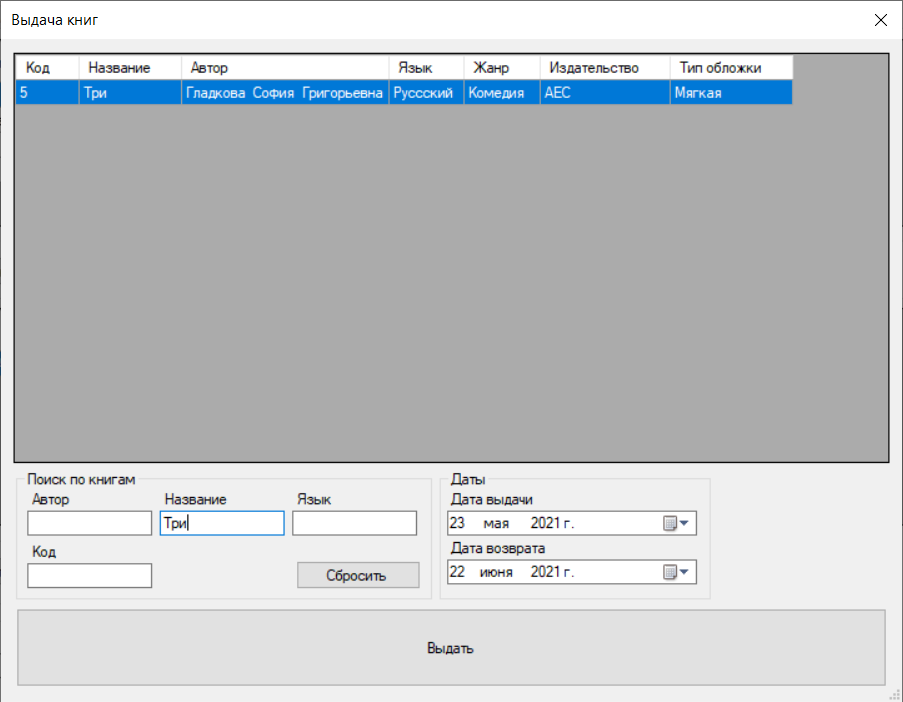 Выдача книг
Код Название Автор Язык Жанр Издательство Тип обложки
5 Три Гладкова София Григорьевна Руссский Комедия АЕС Мягкая
Поиск по книгам
Автор Название Язык
Три
Код
Сбросить
Даты
Дата выдачи
23 мая 2021 г.
Дата возврата
22 июня 2021 г.
Выдать